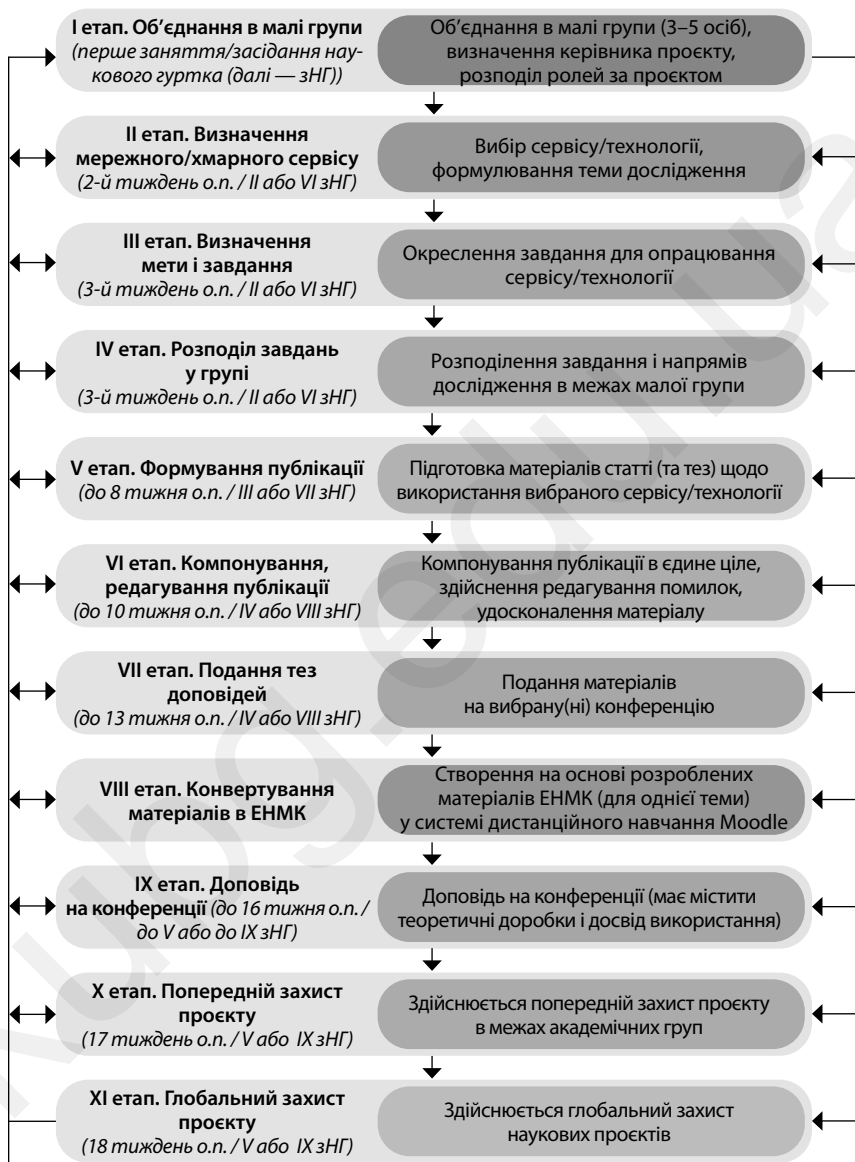 І етап. Об’єднання в малі групи
(перше заняття/засідання нау-
кового гуртка (далі — зНГ))
Об’єднання в малі групи (3–5 осіб),
визначення керівника проєкту,
розподіл ролей за проєктом
ІІ етап. Визначення
мережного/хмарного сервісу
(2-й тиждень о.п. / ІІ або VI зНГ)
Вибір сервісу/технології,
формулювання теми дослідження
ІІІ етап. Визначення
мети і завдання
(3-й тиждень о.п. / ІІ або VI зНГ)
Окреслення завдання для опрацювання
сервісу/технології
IV етап. Розподіл завдань
у групі
(3-й тиждень о.п. / ІІ або VI зНГ)
Розподілення завдання і напрямів
дослідження в межах малої групи
V етап. Формування публікації
(до 8 тижня о.п. / ІІІ або VII зНГ)
Підготовка матеріалів статті (та тез) щодо
використання вибраного сервісу/технології
VI етап. Компонування,
редагування публікації
(до 10 тижня о.п. / IV або VIII зНГ)
Компонування публікації в єдине ціле,
здійснення редагування помилок,
удосконалення матеріалу
VII етап. Подання тез
доповідей
(до 13 тижня о.п. / IV або VIII зНГ)
Подання матеріалів
на вибрану(ні) конференцію
VIII етап. Конвертування
матеріалів в ЕНМК
Створення на основі розроблених
матеріалів ЕНМК (для однієї теми)
у системі дистанційного навчання Moodle
IX етап. Доповідь
на конференції (до 16 тижня о.п. /
до V або до IX зНГ)
Доповідь на конференції (має містити
теоретичні доробки і досвід використання)
X етап. Попередній захист
проєкту
(17 тиждень о.п. / V або IX зНГ)
Здійснюється попередній захист проєкту
в межах академічних груп
XI етап. Глобальний захист
проєкту
(18 тиждень о.п. / V або IX зНГ)
Здійснюється глобальний захист
наукових проєктів
kubg.edu.ua